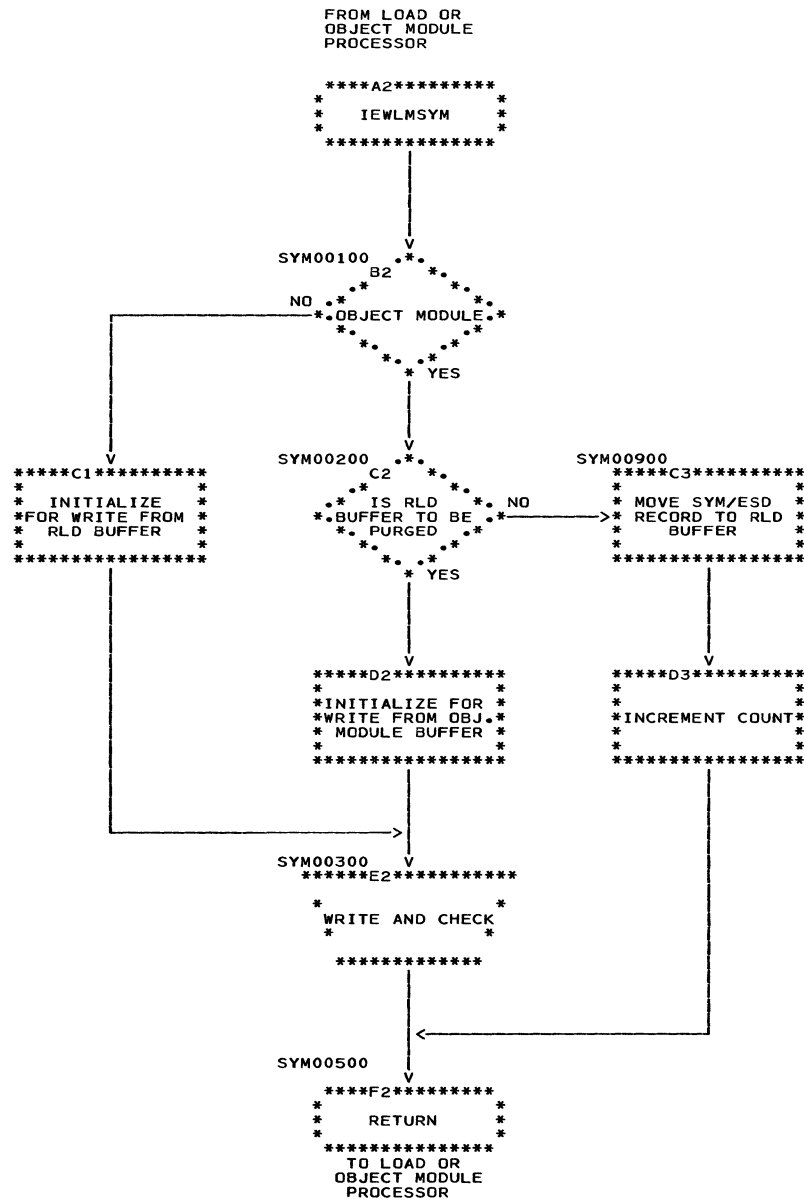 FROM LOAD OR
OBJECT MODULE
PROCESSOR
A2
IEWLMSYM
SYM00100
B2
NO
OBJECT MODULE
YES
SYM00200
C2
IS RLD
BUFFER TO BE
PURGED
NO
YES
C1
INITIALIZE
FOR WRITE FROM
RLD BUFFER
SYM00900
C3
MOVE SYM/ESD
RECORD TO RLD
BUFFER
D2
INITIALIZE FOR
WRITE FROM OBJ.
MODULE BUFFER
D3
INCREMENT COUNT
SYM00300
E2
WRITE AND CHECK
SYM00500
F2
RETURN
TO LOAD OR
OBJECT MODULE
PROCESSOR